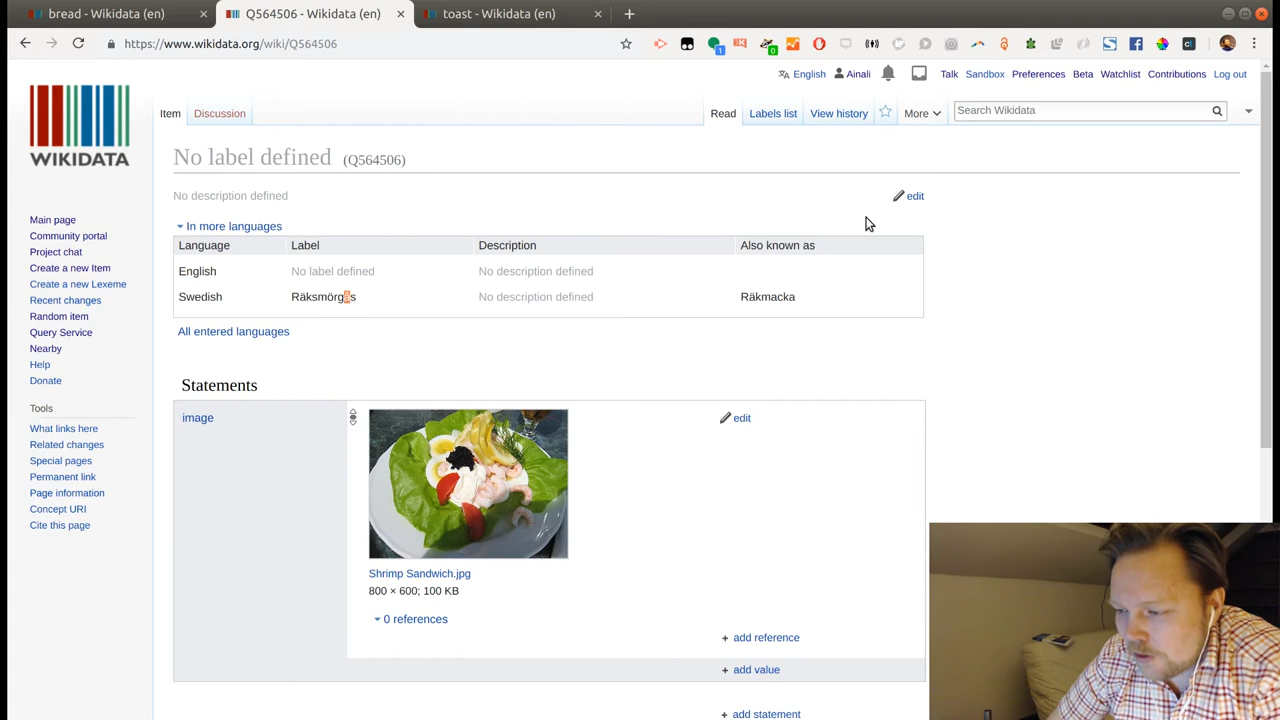 bread - Wikidata (en)
Q564506 - Wikidata (en)
toast - Wikidata (en)
https://www.wikidata.org/wiki/Q564506
1
0
English
Ainali
Talk
Sandbox
Preferences
Beta
Watchlist
Contributions
Log out
WIKIDATA
Item
Discussion
Read
Labels list
View history
More
Search Wikidata
Main page
Community portal
Project chat
Create a new Item
Create a new Lexeme
Recent changes
Random item
Query Service
Nearby
Help
Donate
Tools
What links here
Related changes
Special pages
Permanent link
Page information
Concept URI
Cite this page
No label defined (Q564506)
No description defined
edit
In more languages
Language Label Description Also known as
English No label defined No description defined
Swedish Räksmörgås No description defined Räkmacka
All entered languages
Statements
image
edit
Shrimp Sandwich.jpg
800 × 600; 100 KB
0 references
+ add reference
+ add value
+ add statement